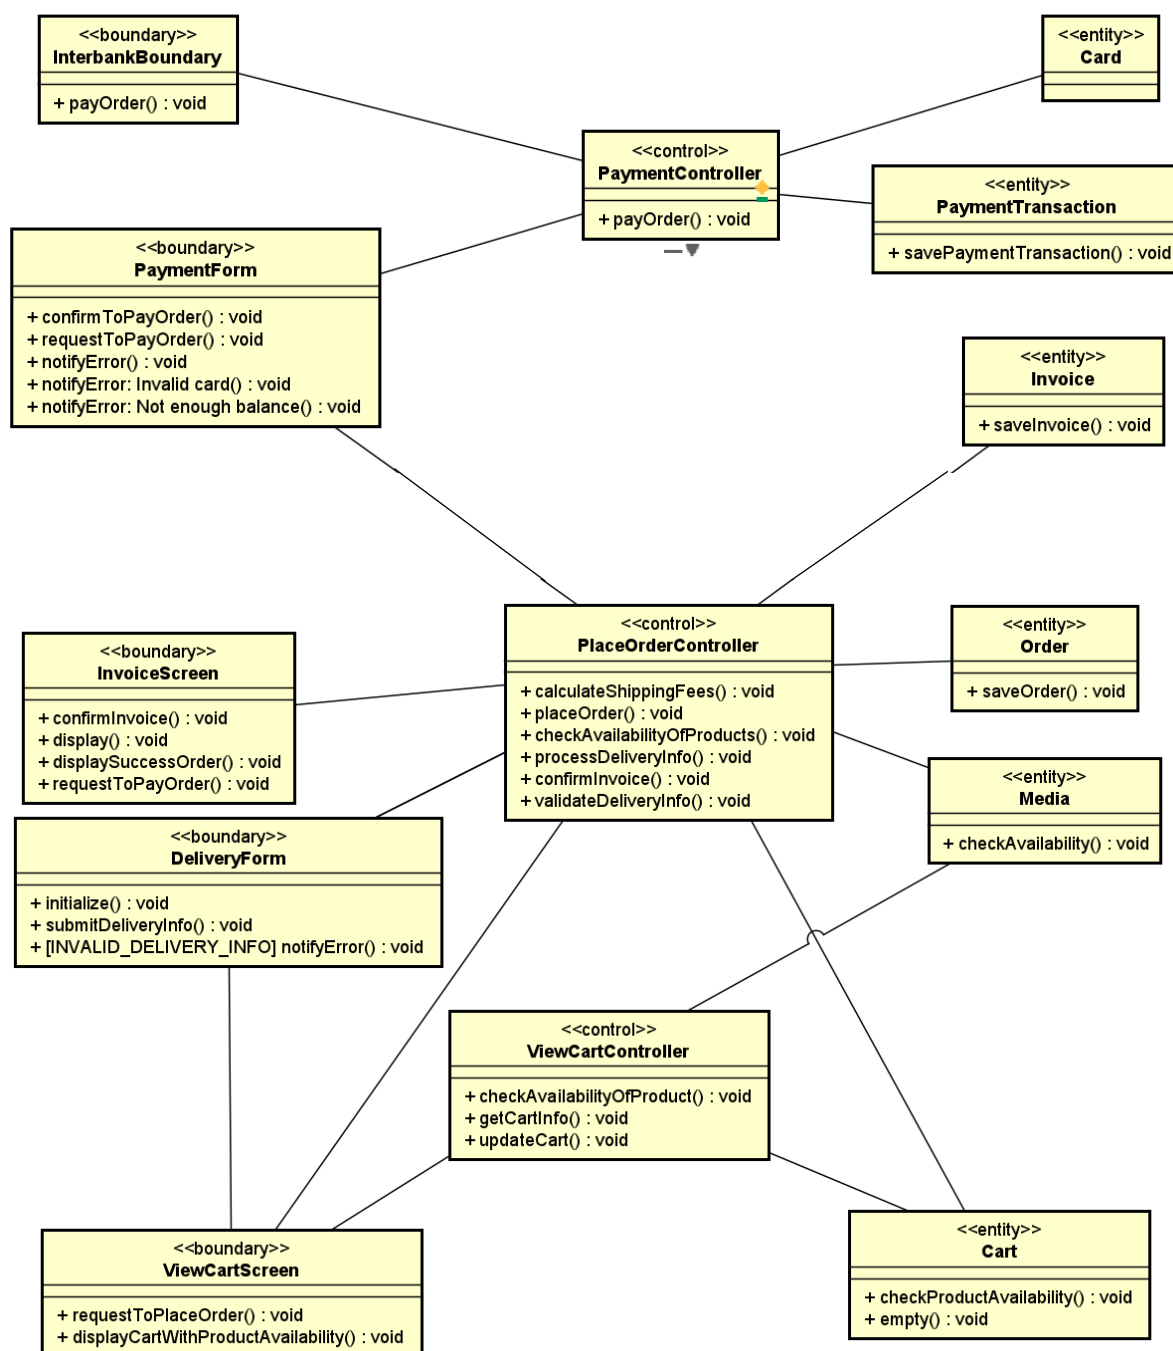 <<boundary>>
InterbankBoundary
+ payOrder() : void
<<entity>>
Card
<<control>>
PaymentController
+ payOrder() : void
<<entity>>
PaymentTransaction
+ savePaymentTransaction() : void
<<boundary>>
PaymentForm
+ confirmToPayOrder() : void
+ requestToPayOrder() : void
+ notifyError() : void
+ notifyError: Invalid card() : void
+ notifyError: Not enough balance() : void
<<entity>>
Invoice
+ saveInvoice() : void
<<control>>
PlaceOrderController
+ calculateShippingFees() : void
+ placeOrder() : void
+ checkAvailabilityOfProducts() : void
+ processDeliveryInfo() : void
+ confirmInvoice() : void
+ validateDeliveryInfo() : void
<<entity>>
Order
+ saveOrder() : void
<<boundary>>
InvoiceScreen
+ confirmInvoice() : void
+ display() : void
+ displaySuccessOrder() : void
+ requestToPayOrder() : void
<<entity>>
Media
+ checkAvailability() : void
<<boundary>>
DeliveryForm
+ initialize() : void
+ submitDeliveryInfo() : void
+ [INVALID_DELIVERY_INFO] notifyError() : void
<<control>>
ViewCartController
+ checkAvailabilityOfProduct() : void
+ getCartInfo() : void
+ updateCart() : void
<<boundary>>
ViewCartScreen
+ requestToPlaceOrder() : void
+ displayCartWithProductAvailability() : void
<<entity>>
Cart
+ checkProductAvailability() : void
+ empty() : void